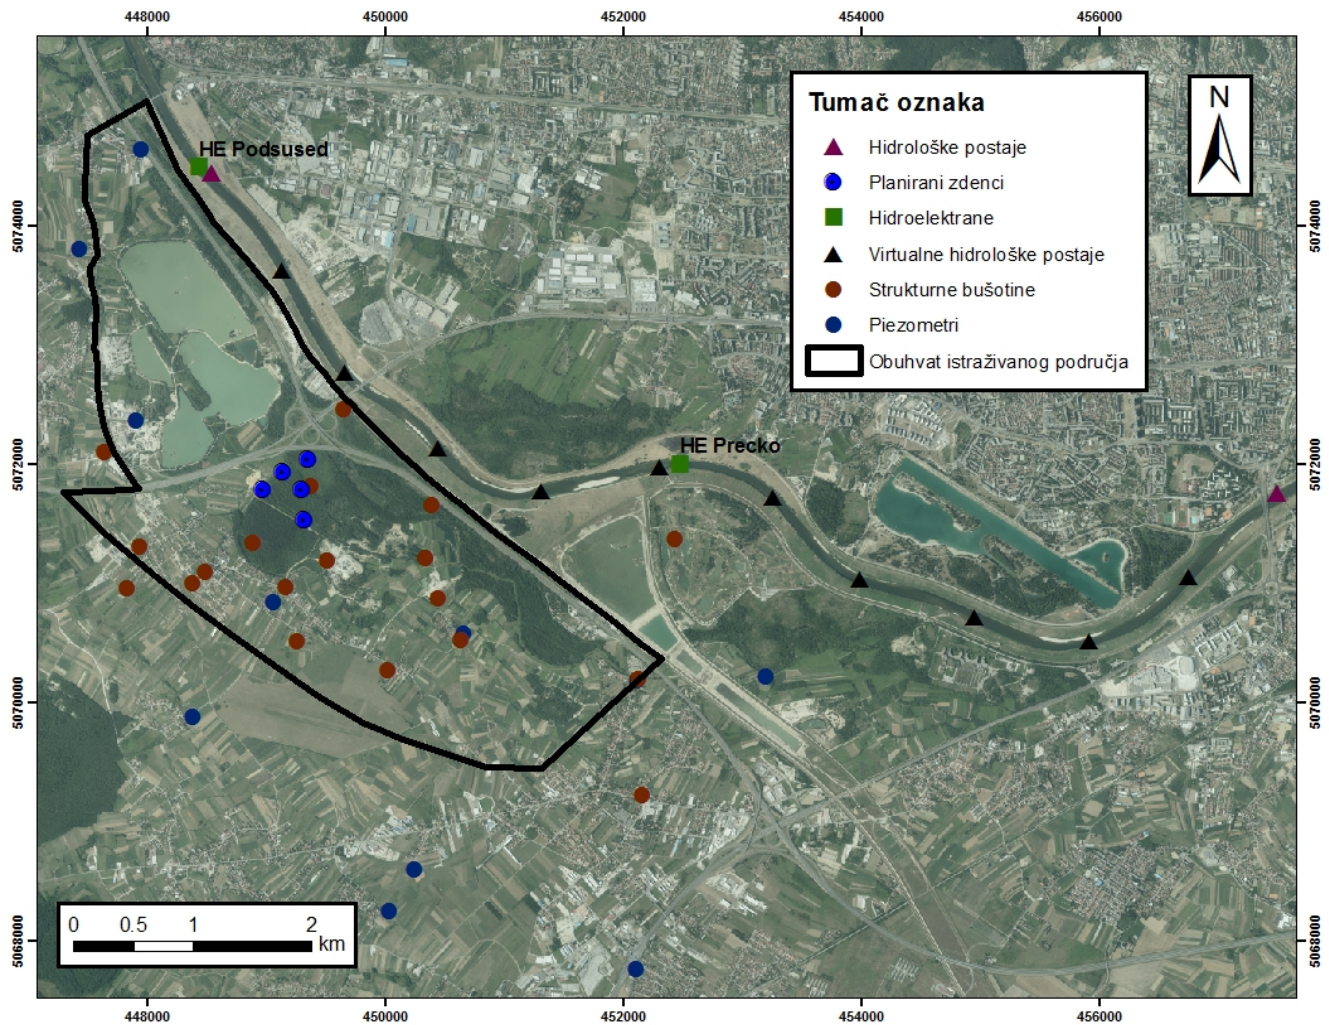 448000 450000 452000 454000 456000
Tumač oznaka
N
Hidrološke postaje
Planirani zdenci
Hidroelektrane
Virtualne hidrološke postaje
Strukturne bušotine
Piezometri
Obuhvat istraživanog područja
HE Podsused
HE Precko
5074000 5074000
5072000 5072000
5070000 5070000
5068000 5068000
0 0.5 1 2
km
448000 450000 452000 454000 456000